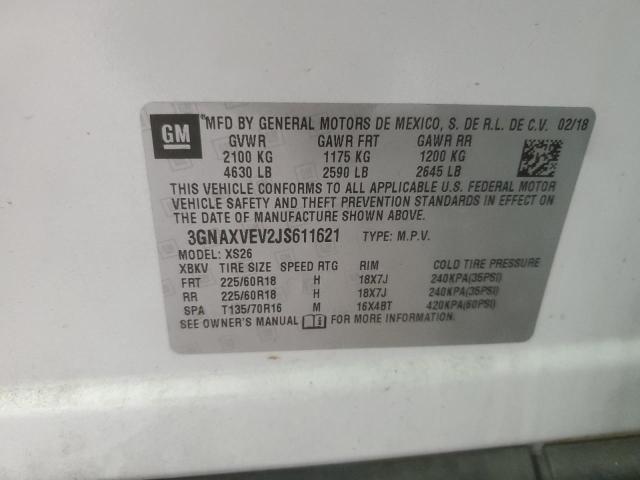 GM
MFD BY GENERAL MOTORS DE MEXICO, S. DE R.L. DE C.V. 02/18
GVWR GAWR FRT GAWR RR
2100 KG 1175 KG 1200 KG
4630 LB 2590 LB 2645 LB
THIS VEHICLE CONFORMS TO ALL APPLICABLE U.S. FEDERAL MOTOR
VEHICLE SAFETY AND THEFT PREVENTION STANDARDS IN EFFECT ON
THE DATE OF MANUFACTURE SHOWN ABOVE.
3GNAXVEV2JS611621 TYPE: M.P.V.
MODEL: XS26
XBKV TIRE SIZE SPEED RTG RIM COLD TIRE PRESSURE
FRT 225/60R18 H 18X7J 240KPA(35PSI)
RR 225/60R18 H 18X7J 240KPA(35PSI)
SPA T135/70R16 M 16X4BT 420KPA(60PSI)
SEE OWNER'S MANUAL FOR MORE INFORMATION.